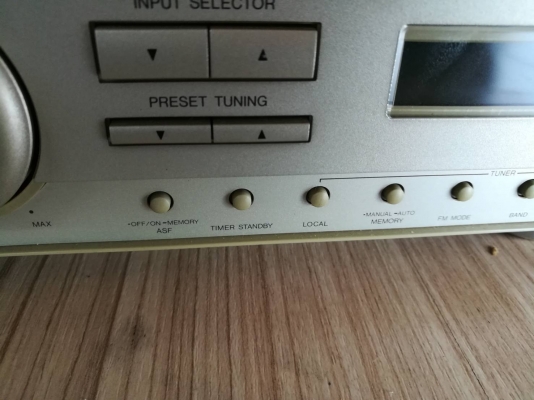 INPUT SELECTOR
PRESET TUNING
TUNER
MAX
•OFF/ON ━MEMORY
ASF
TIMER STANDBY
LOCAL
•MANUAL ━AUTO
MEMORY
FM MODE
BAND